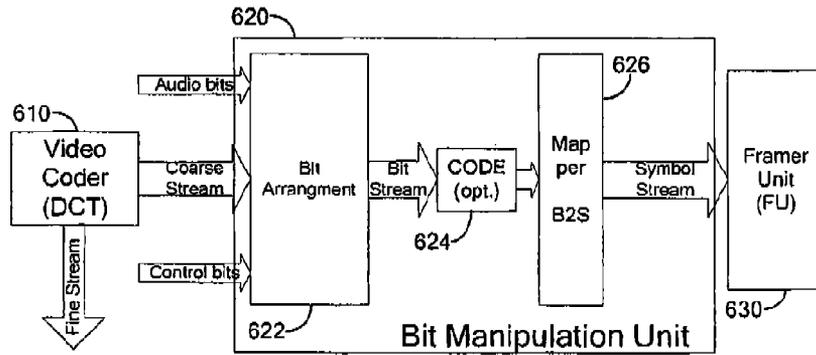 620
Audio bits
626
610
Video
Coder
(DCT)
Coarse
Stream
Bit
Arrangment
Bit
Stream
CODE
(opt.)
624
Map
per
B2S
Symbol
Stream
Framer
Unit
(FU)
Control bits
Fine Stream
622
Bit Manipulation Unit
630